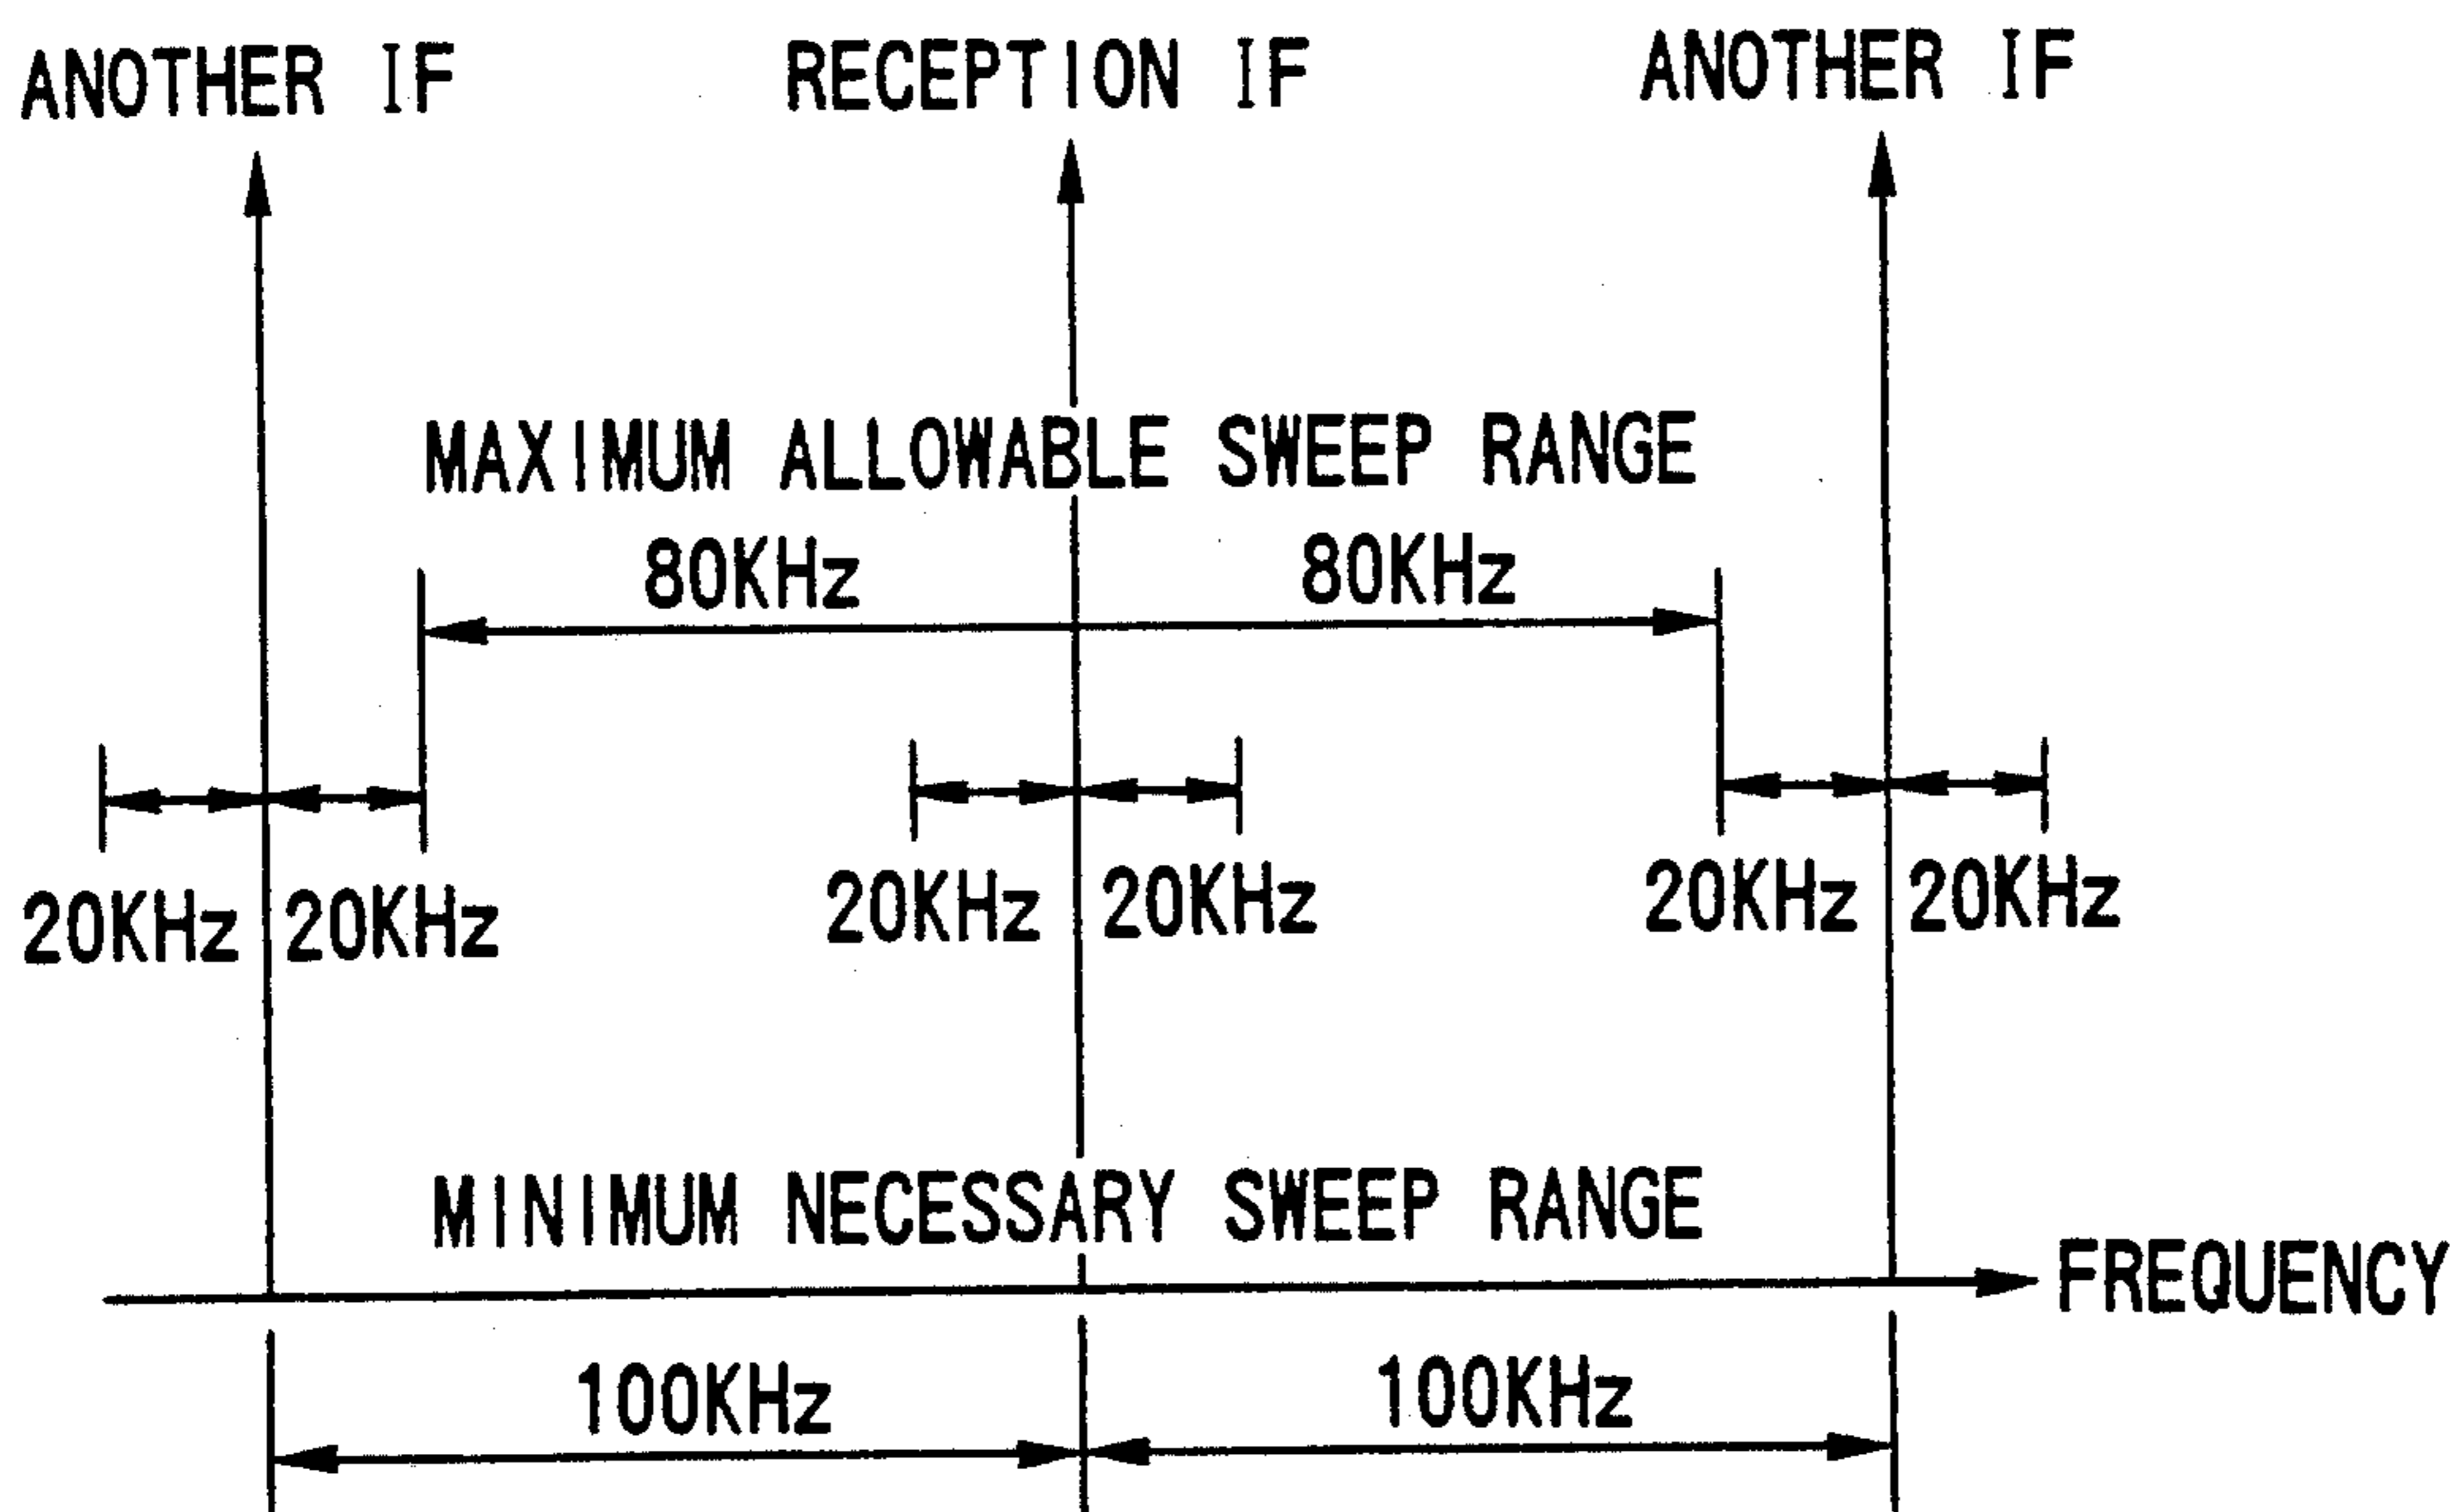 ANOTHER IF
RECEPTION IF
ANOTHER IF
MAXIMUM ALLOWABLE SWEEP RANGE
80KHz
80KHz
20KHz
20KHz
20KHz
20KHz
20KHz
20KHz
MINIMUM NECESSARY SWEEP RANGE
FREQUENCY
100KHz
100KHz